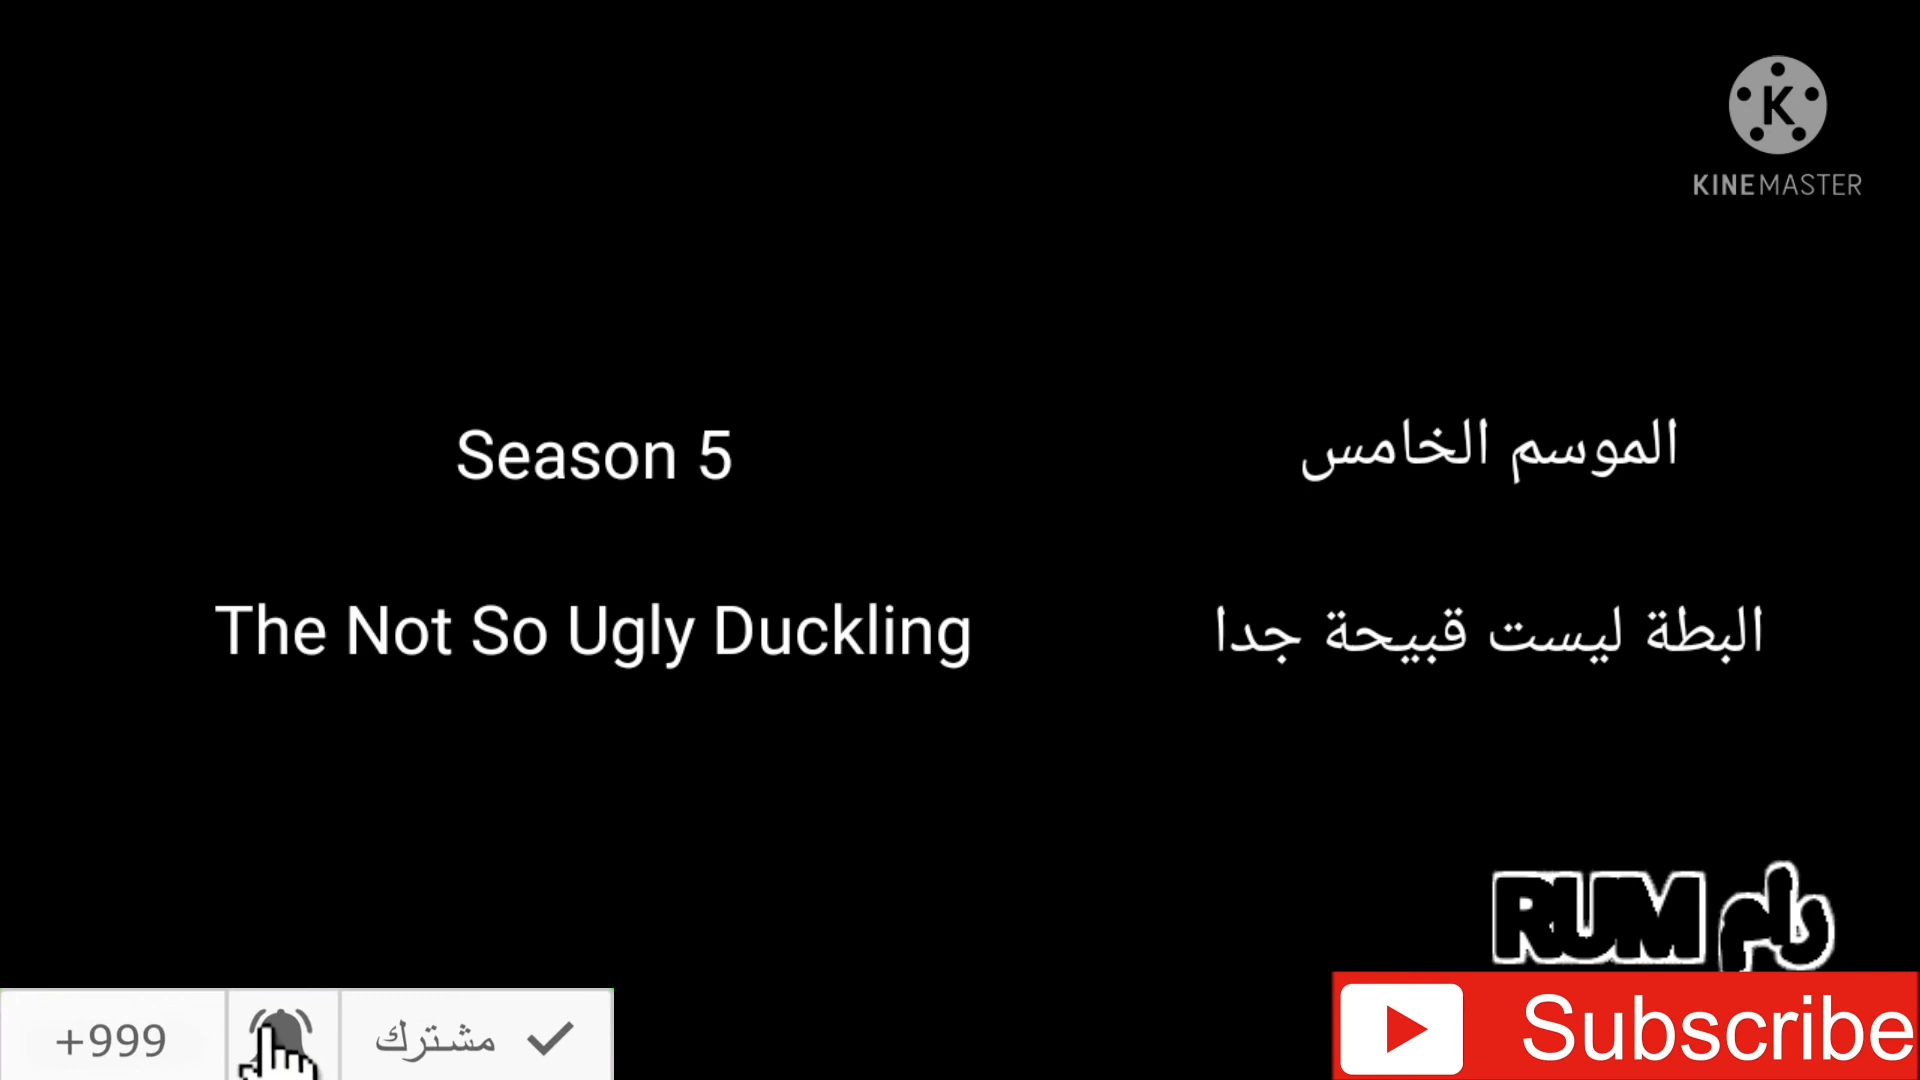 KINEMASTER
Season 5
الموسم الخامس
The Not So Ugly Duckling
البطة ليست قبيحة جدا
RUM رام
+999
مشترك
Subscribe